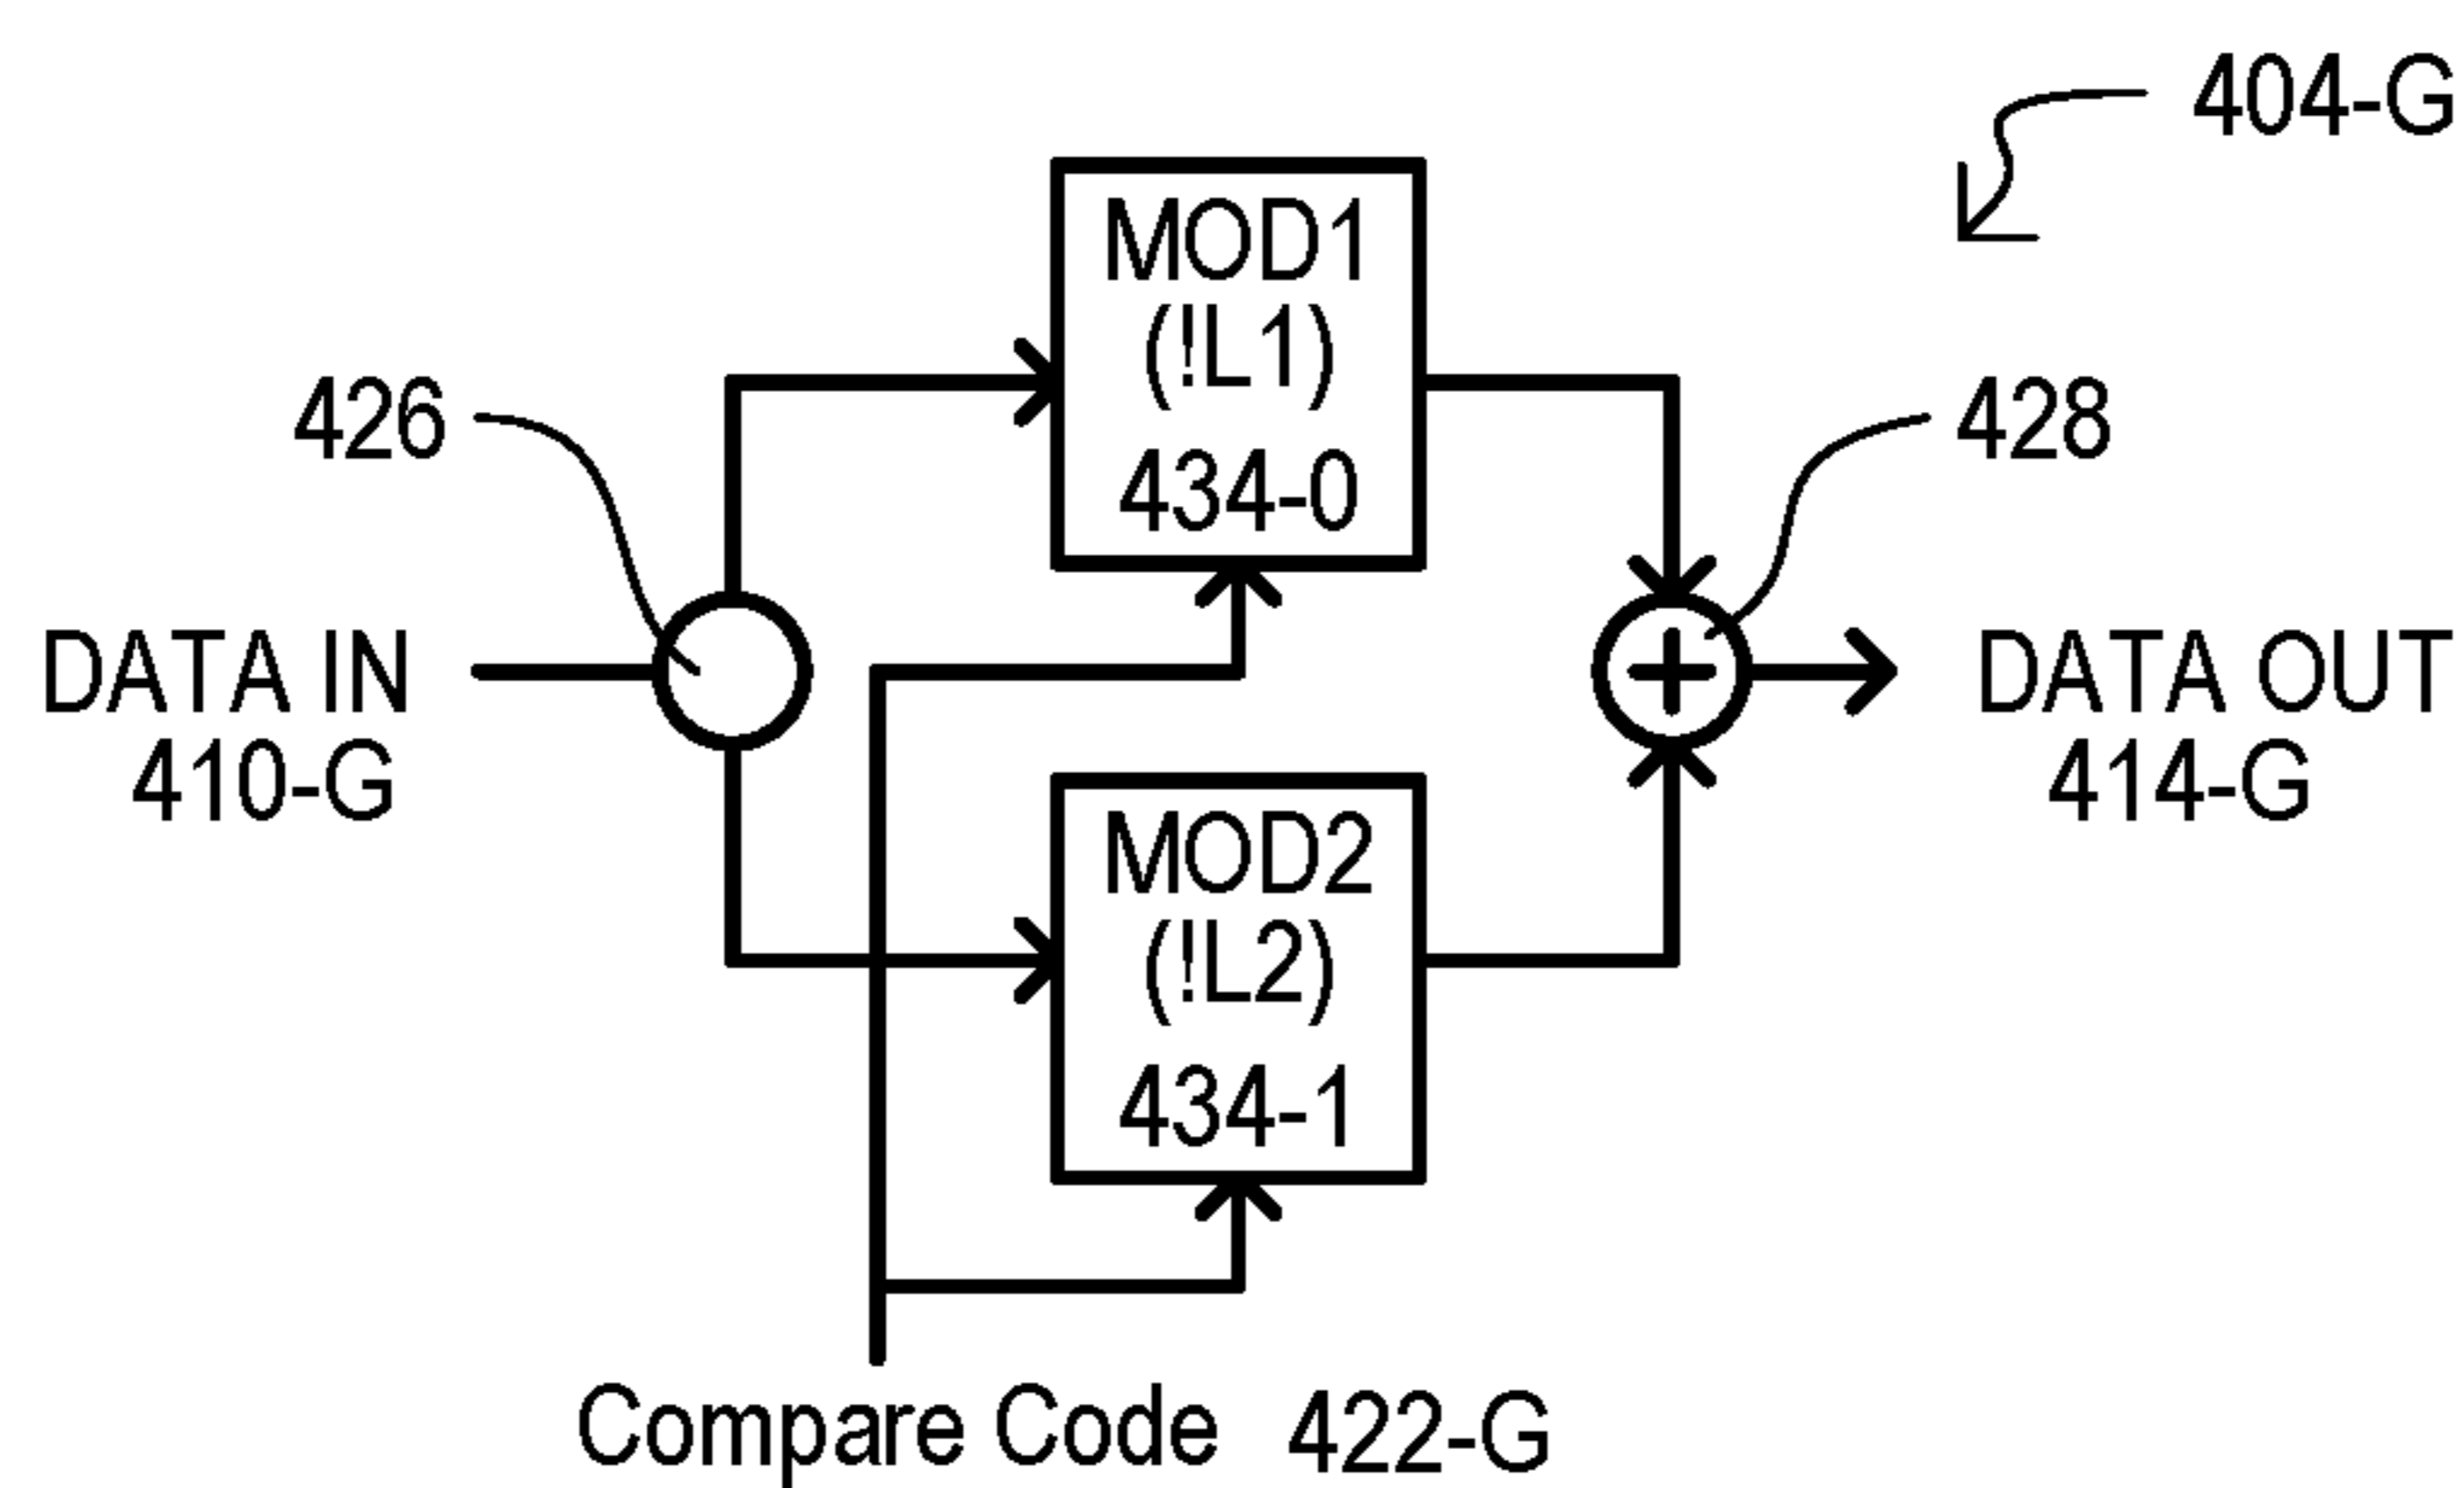 404-G
MOD1
(!L1)
434-0
426
428
DATA IN
410-G
DATA OUT
414-G
MOD2
(!L2)
434-1
Compare Code 422-G